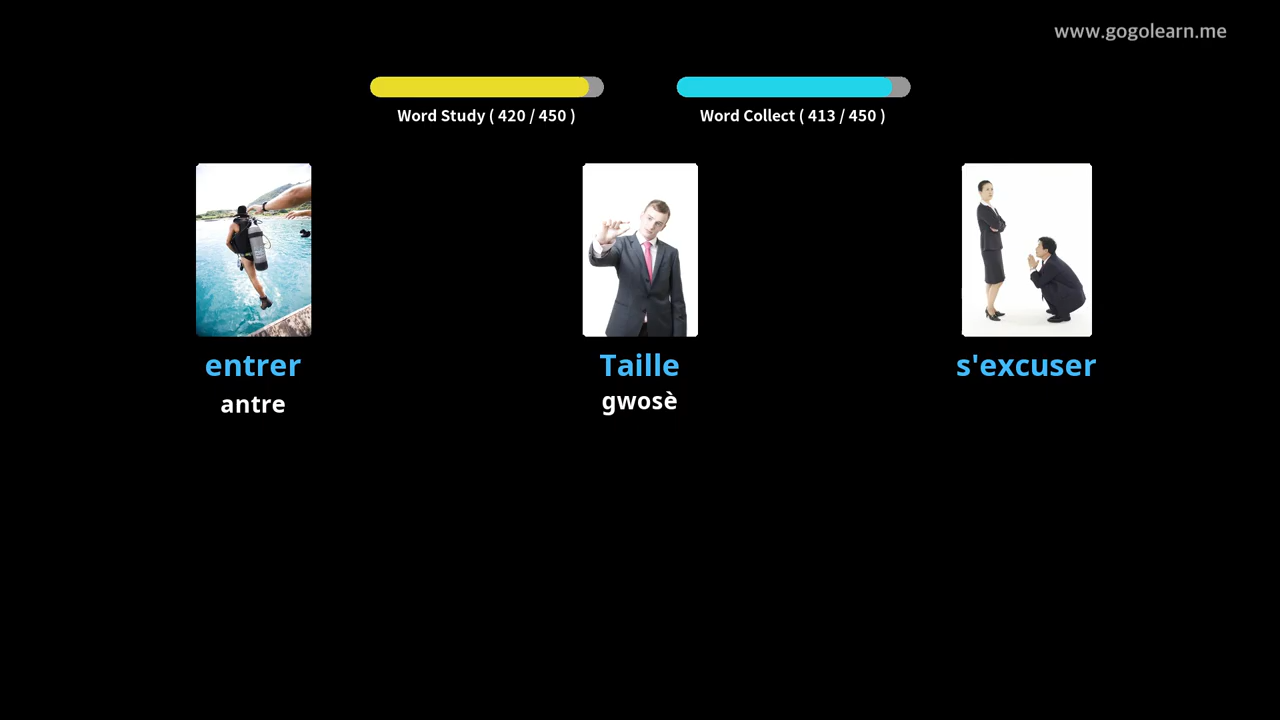 www.gogolearn.me
Word Study ( 420 / 450 )
Word Collect ( 413 / 450 )
entrer
antre
Taille
gwosè
s'excuser